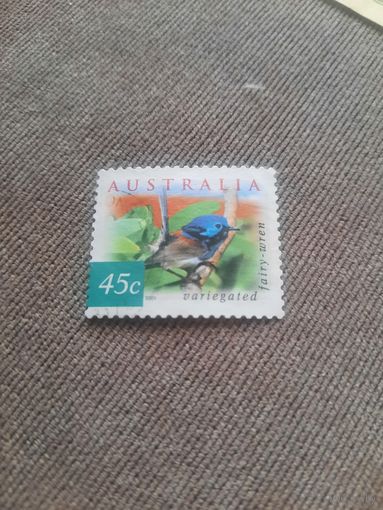 AUSTRALIA
45c
variegated
fairy-wren